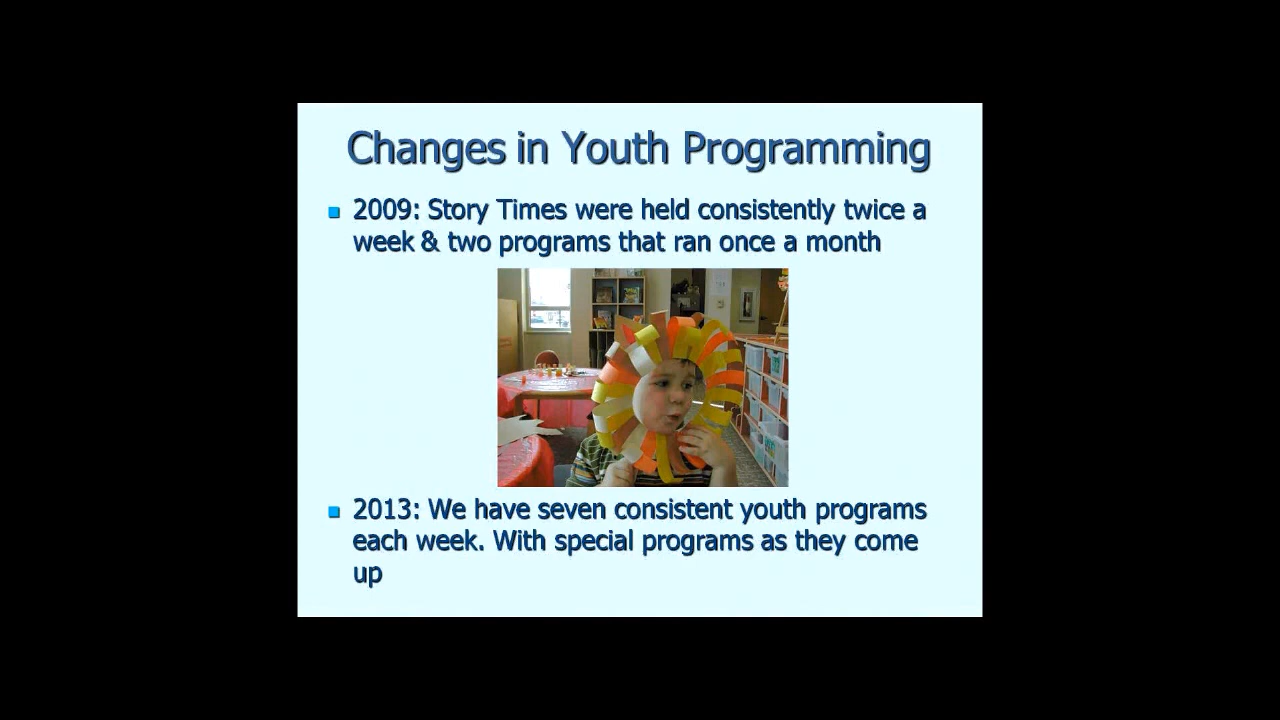 Changes in Youth Programming
2009: Story Times were held consistently twice a
week & two programs that ran once a month
2013: We have seven consistent youth programs
each week. With special programs as they come
up